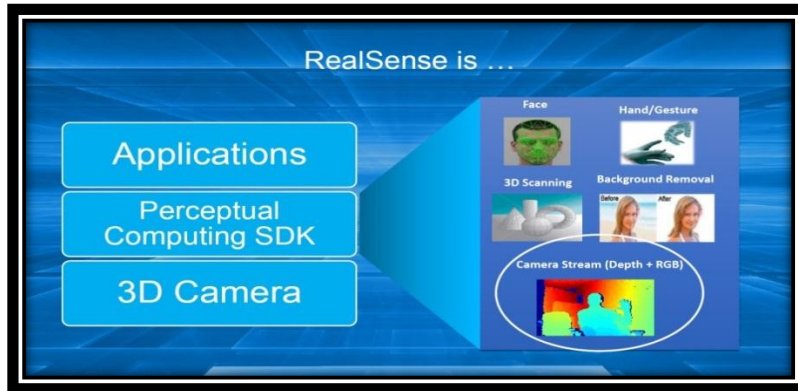 RealSense is ...
Applications
Perceptual
Computing SDK
3D Camera
Face
Hand/Gesture
3D Scanning
Background Removal
Before
After
Camera Stream (Depth + RGB)